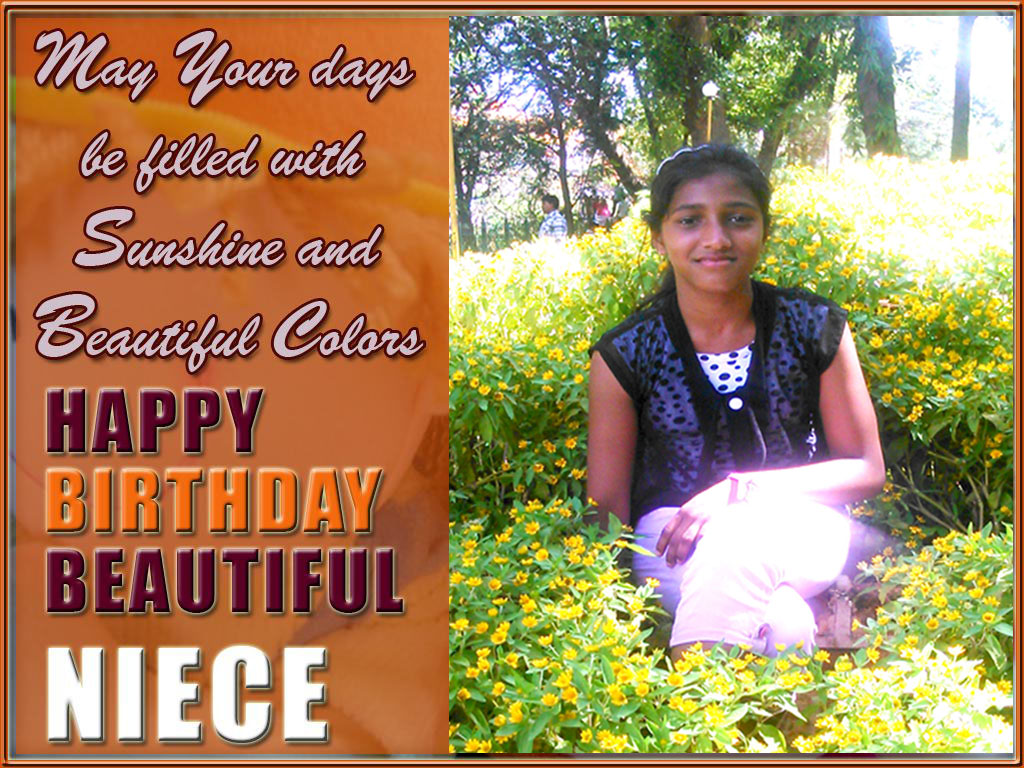 May Your days
be filled with
Sunshine and
Beautiful Colors
HAPPY
BIRTHDAY
BEAUTIFUL
NIECE